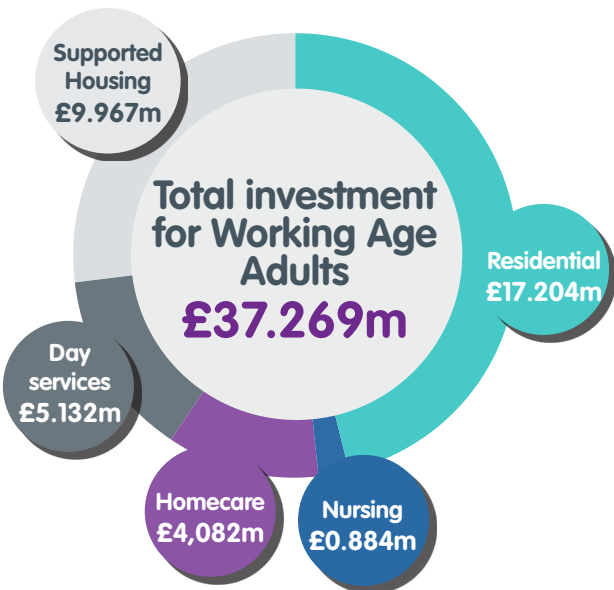 Supported
Housing
£9.967m
Total investment
for Working Age
Adults
£37.269m
Residential
£17.204m
Day
services
£5.132m
Homecare
£4,082m
Nursing
£0.884m